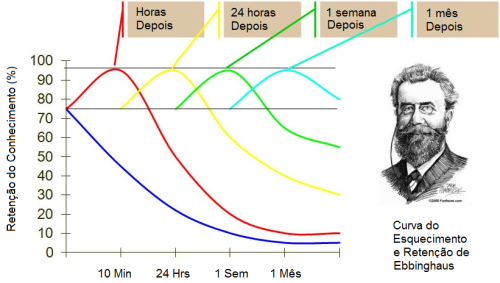 Horas
Depois
24 horas
Depois
1 semana
Depois
1 mês
Depois
Retenção do Conhecimento (%)
100
90
80
70
60
50
40
30
20
10
0
10 Min
24 Hrs
1 Sem
1 Mês
Curva do
Esquecimento
e Retenção de
Ebbinghaus